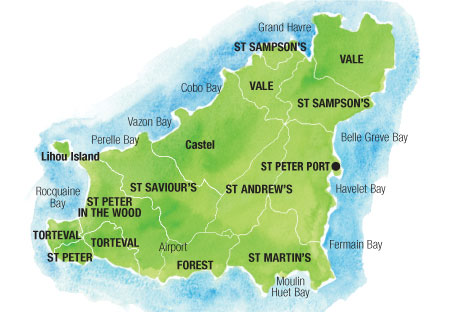 Grand Havre
ST SAMPSON'S
VALE
Cobo Bay
VALE
ST SAMPSON'S
Vazon Bay
Perelle Bay
Castel
Belle Greve Bay
Lihou Island
ST PETER PORT
Rocquaine
Bay
ST SAVIOUR'S
ST ANDREW'S
Havelet Bay
ST PETER
IN THE WOOD
TORTEVAL
TORTEVAL
Airport
Fermain Bay
ST PETER
FOREST
ST MARTIN'S
Moulin
Huet Bay